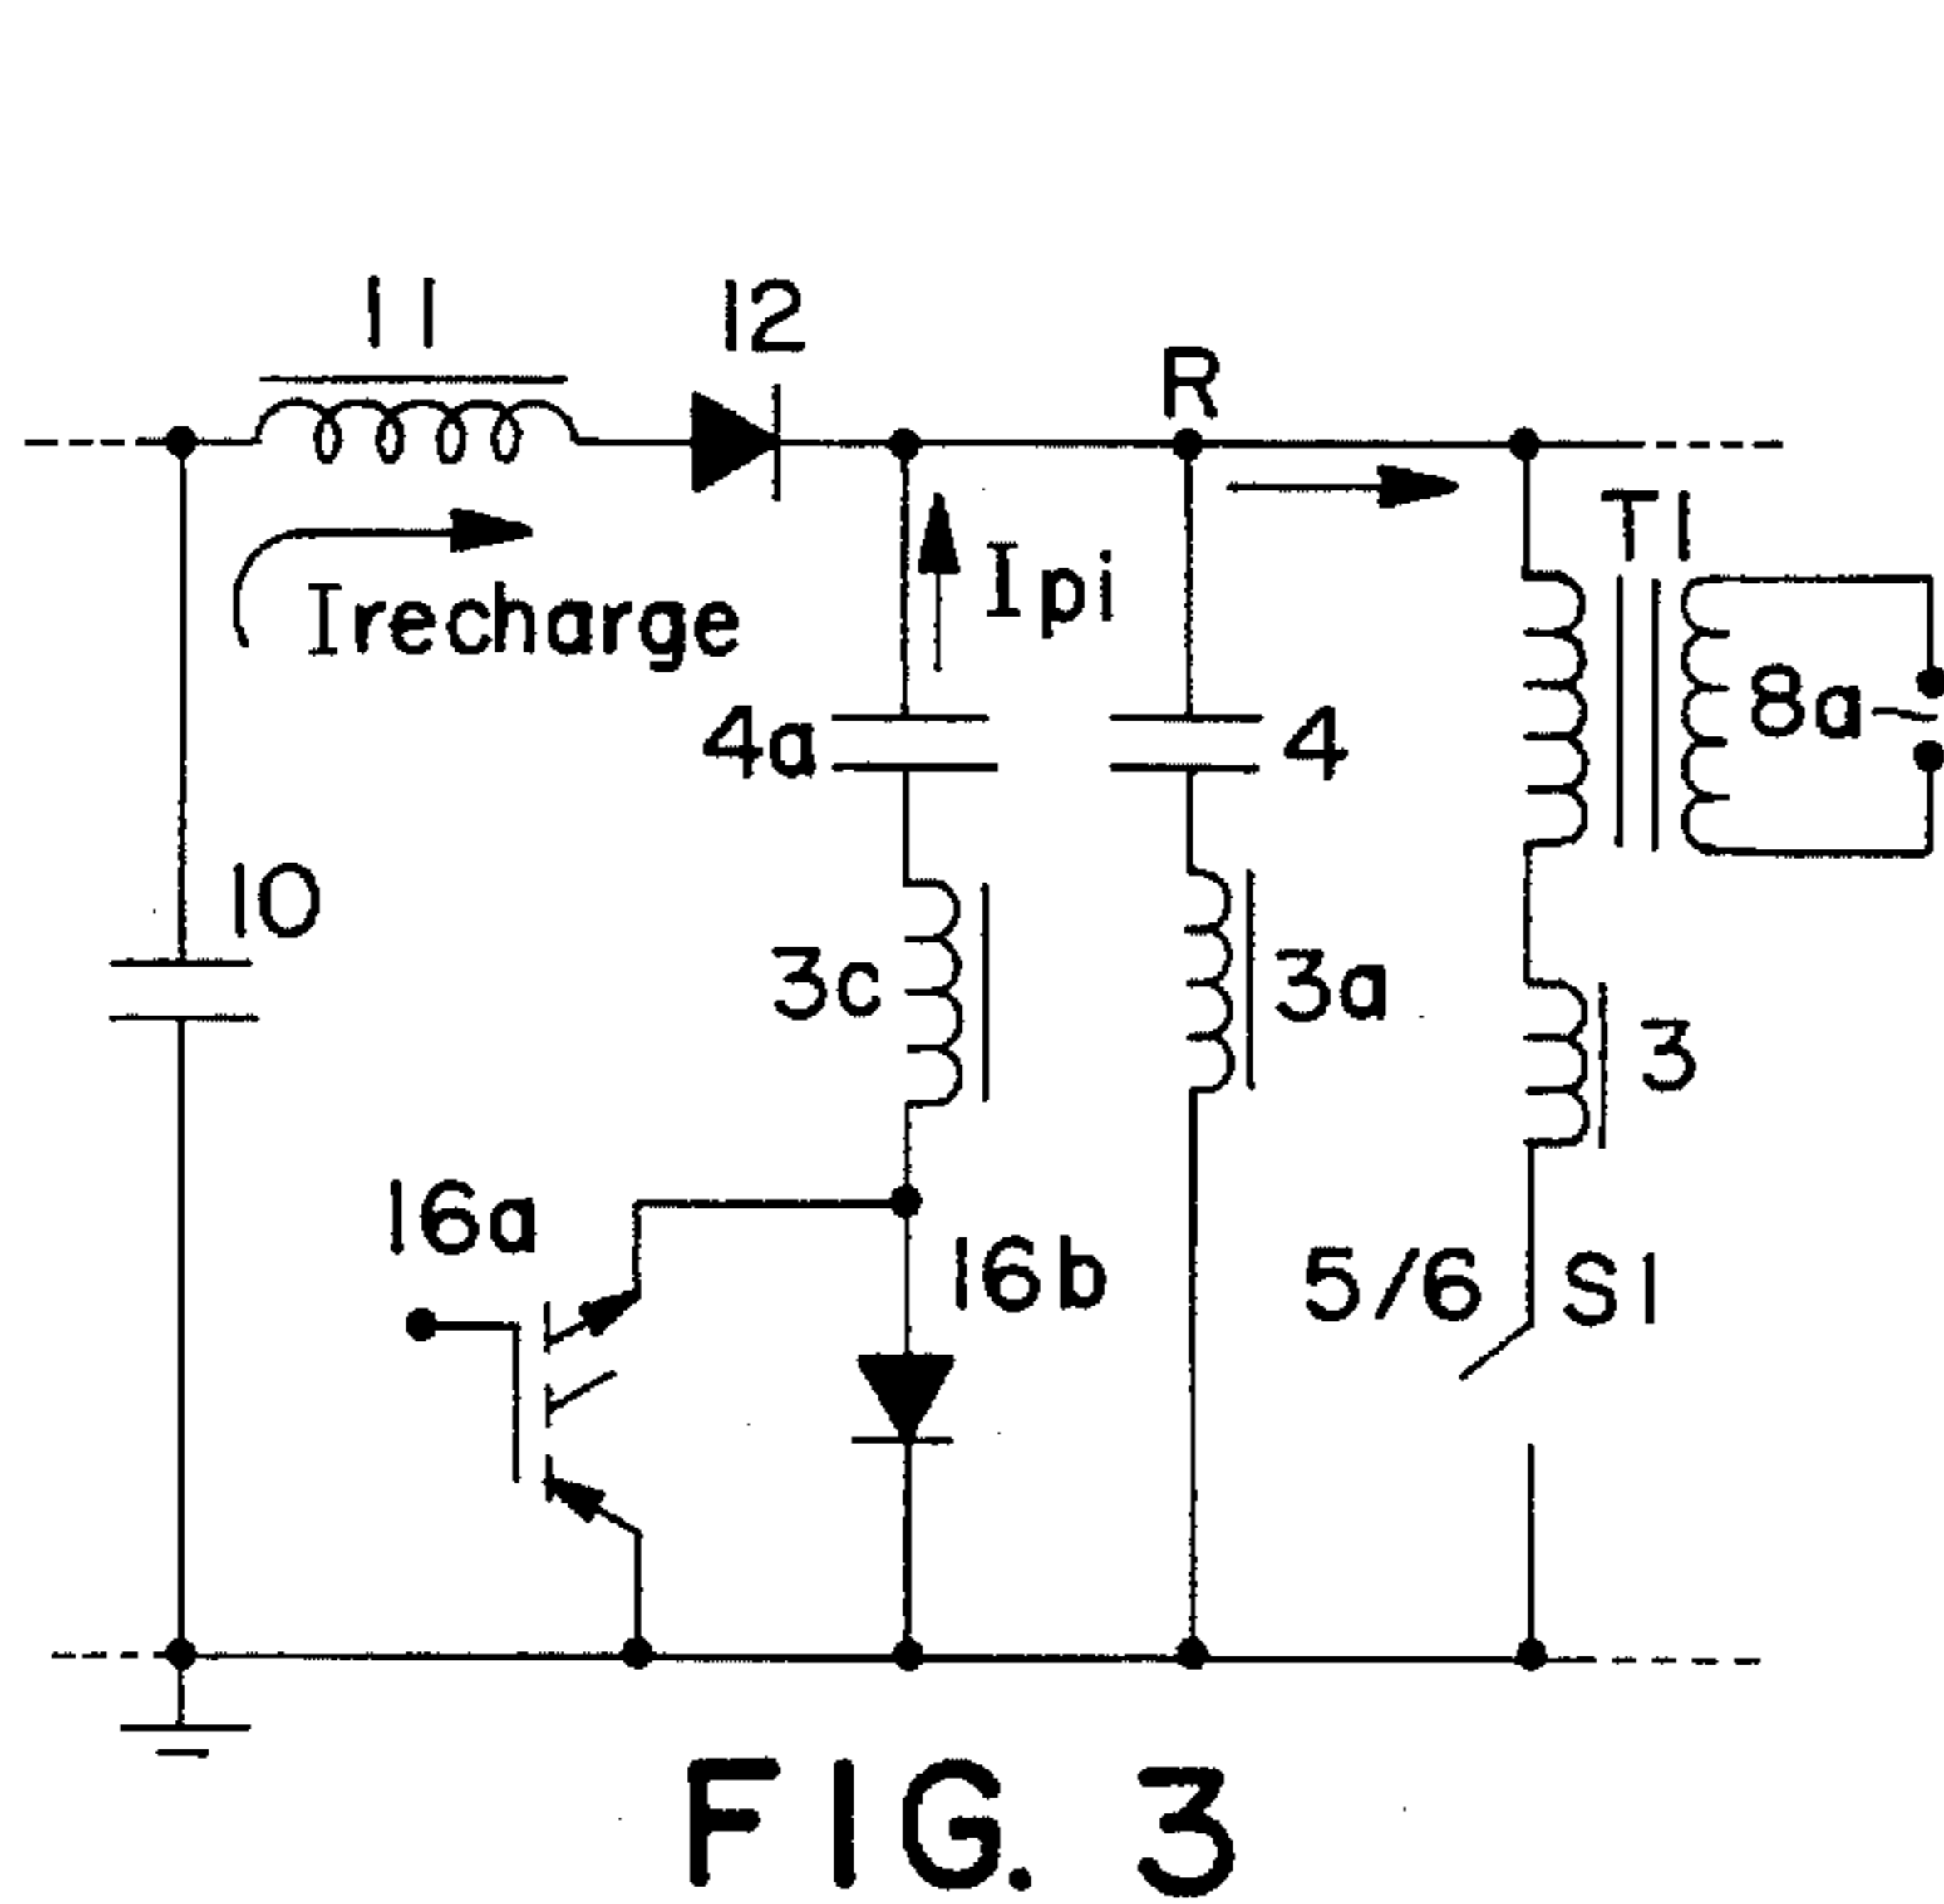 11
12
R
T1
Irecharge
Ipi
4a
4
8a
10
3c
3a
3
16a
16b
5/6 S1
FIG. 3